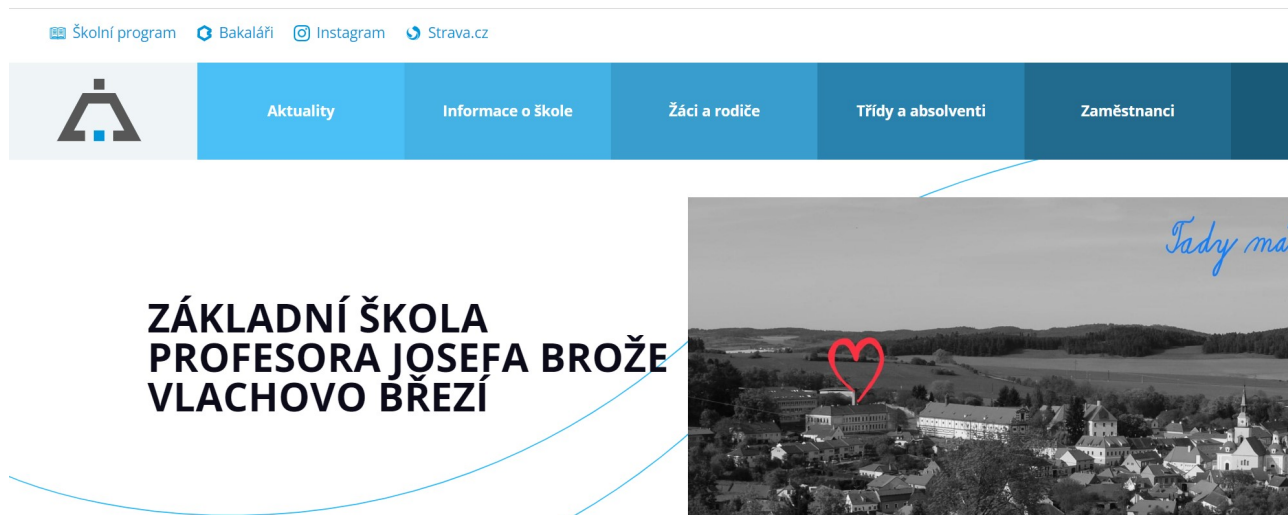 Školní program Bakaláři Instagram Strava.cz
Aktuality Informace o škole Žáci a rodiče Třídy a absolventi Zaměstnanci
Tady
ZÁKLADNÍ ŠKOLA
PROFESORA JOSEFA BROŽE
VLACHOVO BŘEZÍ